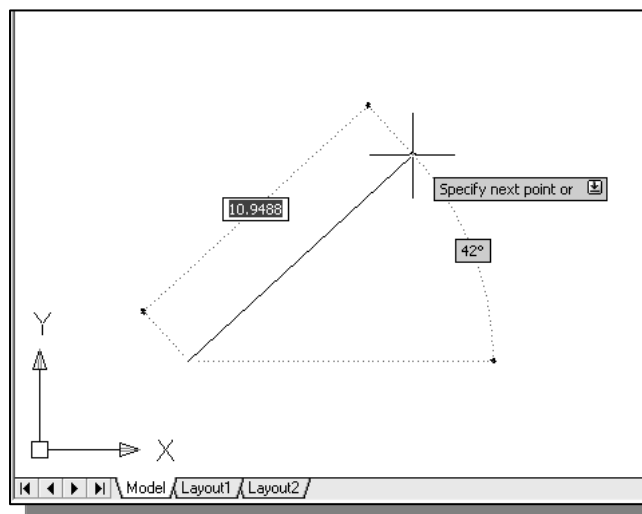 Specify next point or
10.9488
42°
Y
X
Model Layout1 Layout2